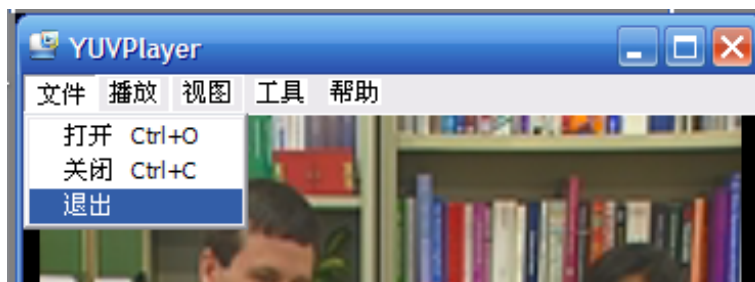 YUVPlayer
文件 播放 视图 工具 帮助
打开 Ctrl+O
关闭 Ctrl+C
退出